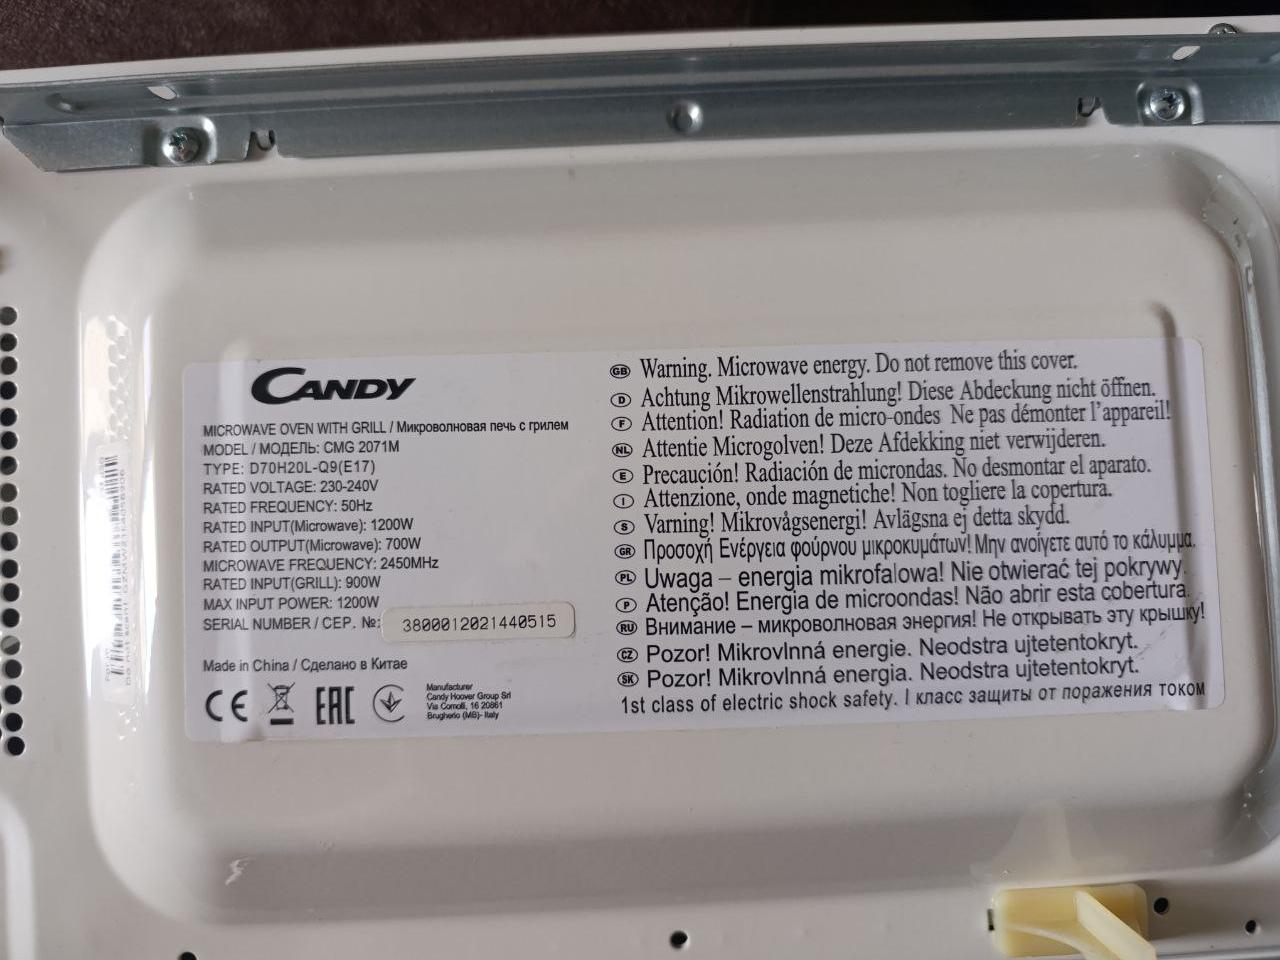 CANDY
MICROWAVE OVEN WITH GRILL / Микроволновая печь с грилем
MODEL / МОДЕЛЬ: CMG 2071M
TYPE: D70H20L-Q9(E17)
RATED VOLTAGE: 230-240V
RATED FREQUENCY: 50Hz
RATED INPUT(Microwave): 1200W
RATED OUTPUT(Microwave): 700W
MICROWAVE FREQUENCY: 2450MHz
RATED INPUT(GRILL): 900W
MAX INPUT POWER: 1200W
SERIAL NUMBER / СЕР. №: 3800012021440515
Made in China / Сделано в Китае
CE EAC
Manufacturer
Candy Hoover Group Srl
Via Comolli, 16 20861
Brugherio (MB)- Italy
GB Warning. Microwave energy. Do not remove this cover.
D Achtung Mikrowellenstrahlung! Diese Abdeckung nicht öffnen.
F Attention! Radiation de micro-ondes Ne pas démonter l'appareil!
NL Attentie Microgolven! Deze Afdekking niet verwijderen.
E Precaución! Radiación de microndas. No desmontar el aparato.
I Attenzione, onde magnetiche! Non togliere la copertura.
S Varning! Mikrovågsenergi! Avlägsna ej detta skydd.
GR Προσοχή Ενέργεια φούρνου μικροκυμάτων! Μην ανοίγετε αυτό το κάλυμμα.
PL Uwaga – energia mikrofalowa! Nie otwierać tej pokrywy.
P Atenção! Energia de microondas! Não abrir esta cobertura.
RU Внимание – микроволновая энергия! Не открывать эту крышку!
CZ Pozor! Mikrovlnná energie. Neodstra ujtetentokryt.
SK Pozor! Mikrovlnná energia. Neodstra ujtetentokryt.
1st class of electric shock safety. I класс защиты от поражения током